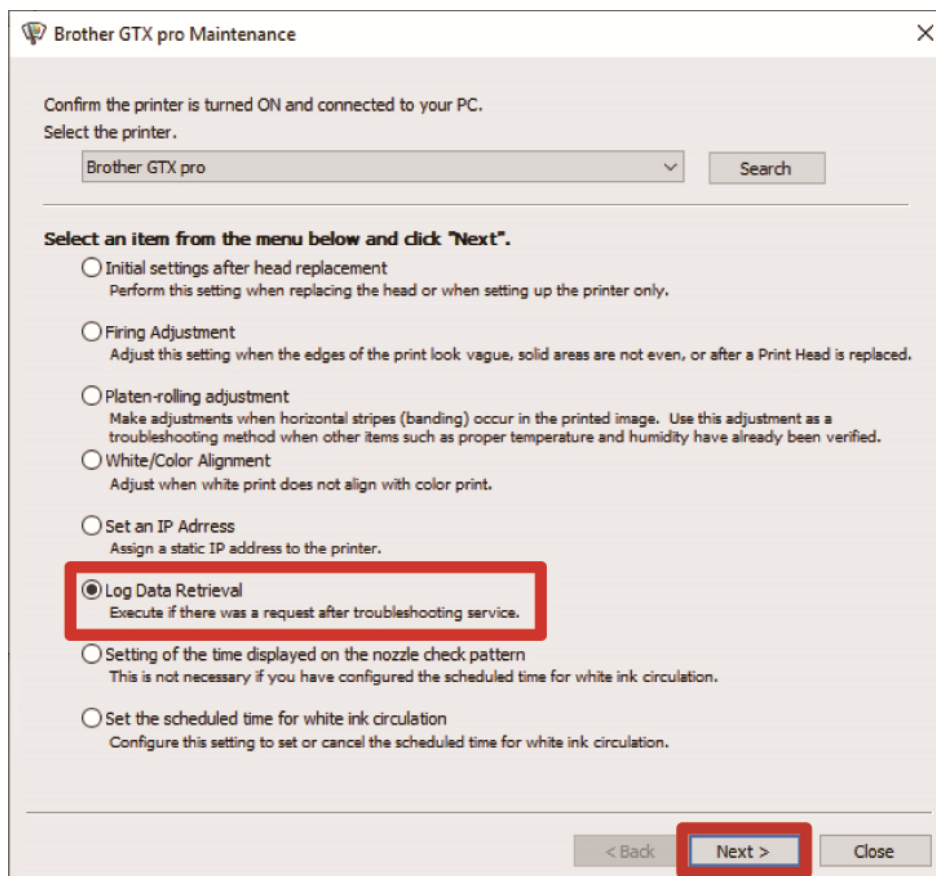 Brother GTX pro Maintenance
Confirm the printer is turned ON and connected to your PC.
Select the printer.
Brother GTX pro
Search
Select an item from the menu below and click "Next".
Initial settings after head replacement
Perform this setting when replacing the head or when setting up the printer only.
Firing Adjustment
Adjust this setting when the edges of the print look vague, solid areas are not even, or after a Print Head is replaced.
Platen-rolling adjustment
Make adjustments when horizontal stripes (banding) occur in the printed image. Use this adjustment as a
troubleshooting method when other items such as proper temperature and humidity have already been verified.
White/Color Alignment
Adjust when white print does not align with color print.
Set an IP Adrress
Assign a static IP address to the printer.
Log Data Retrieval
Execute if there was a request after troubleshooting service.
Setting of the time displayed on the nozzle check pattern
This is not necessary if you have configured the scheduled time for white ink circulation.
Set the scheduled time for white ink circulation
Configure this setting to set or cancel the scheduled time for white ink circulation.
< Back
Next >
Close